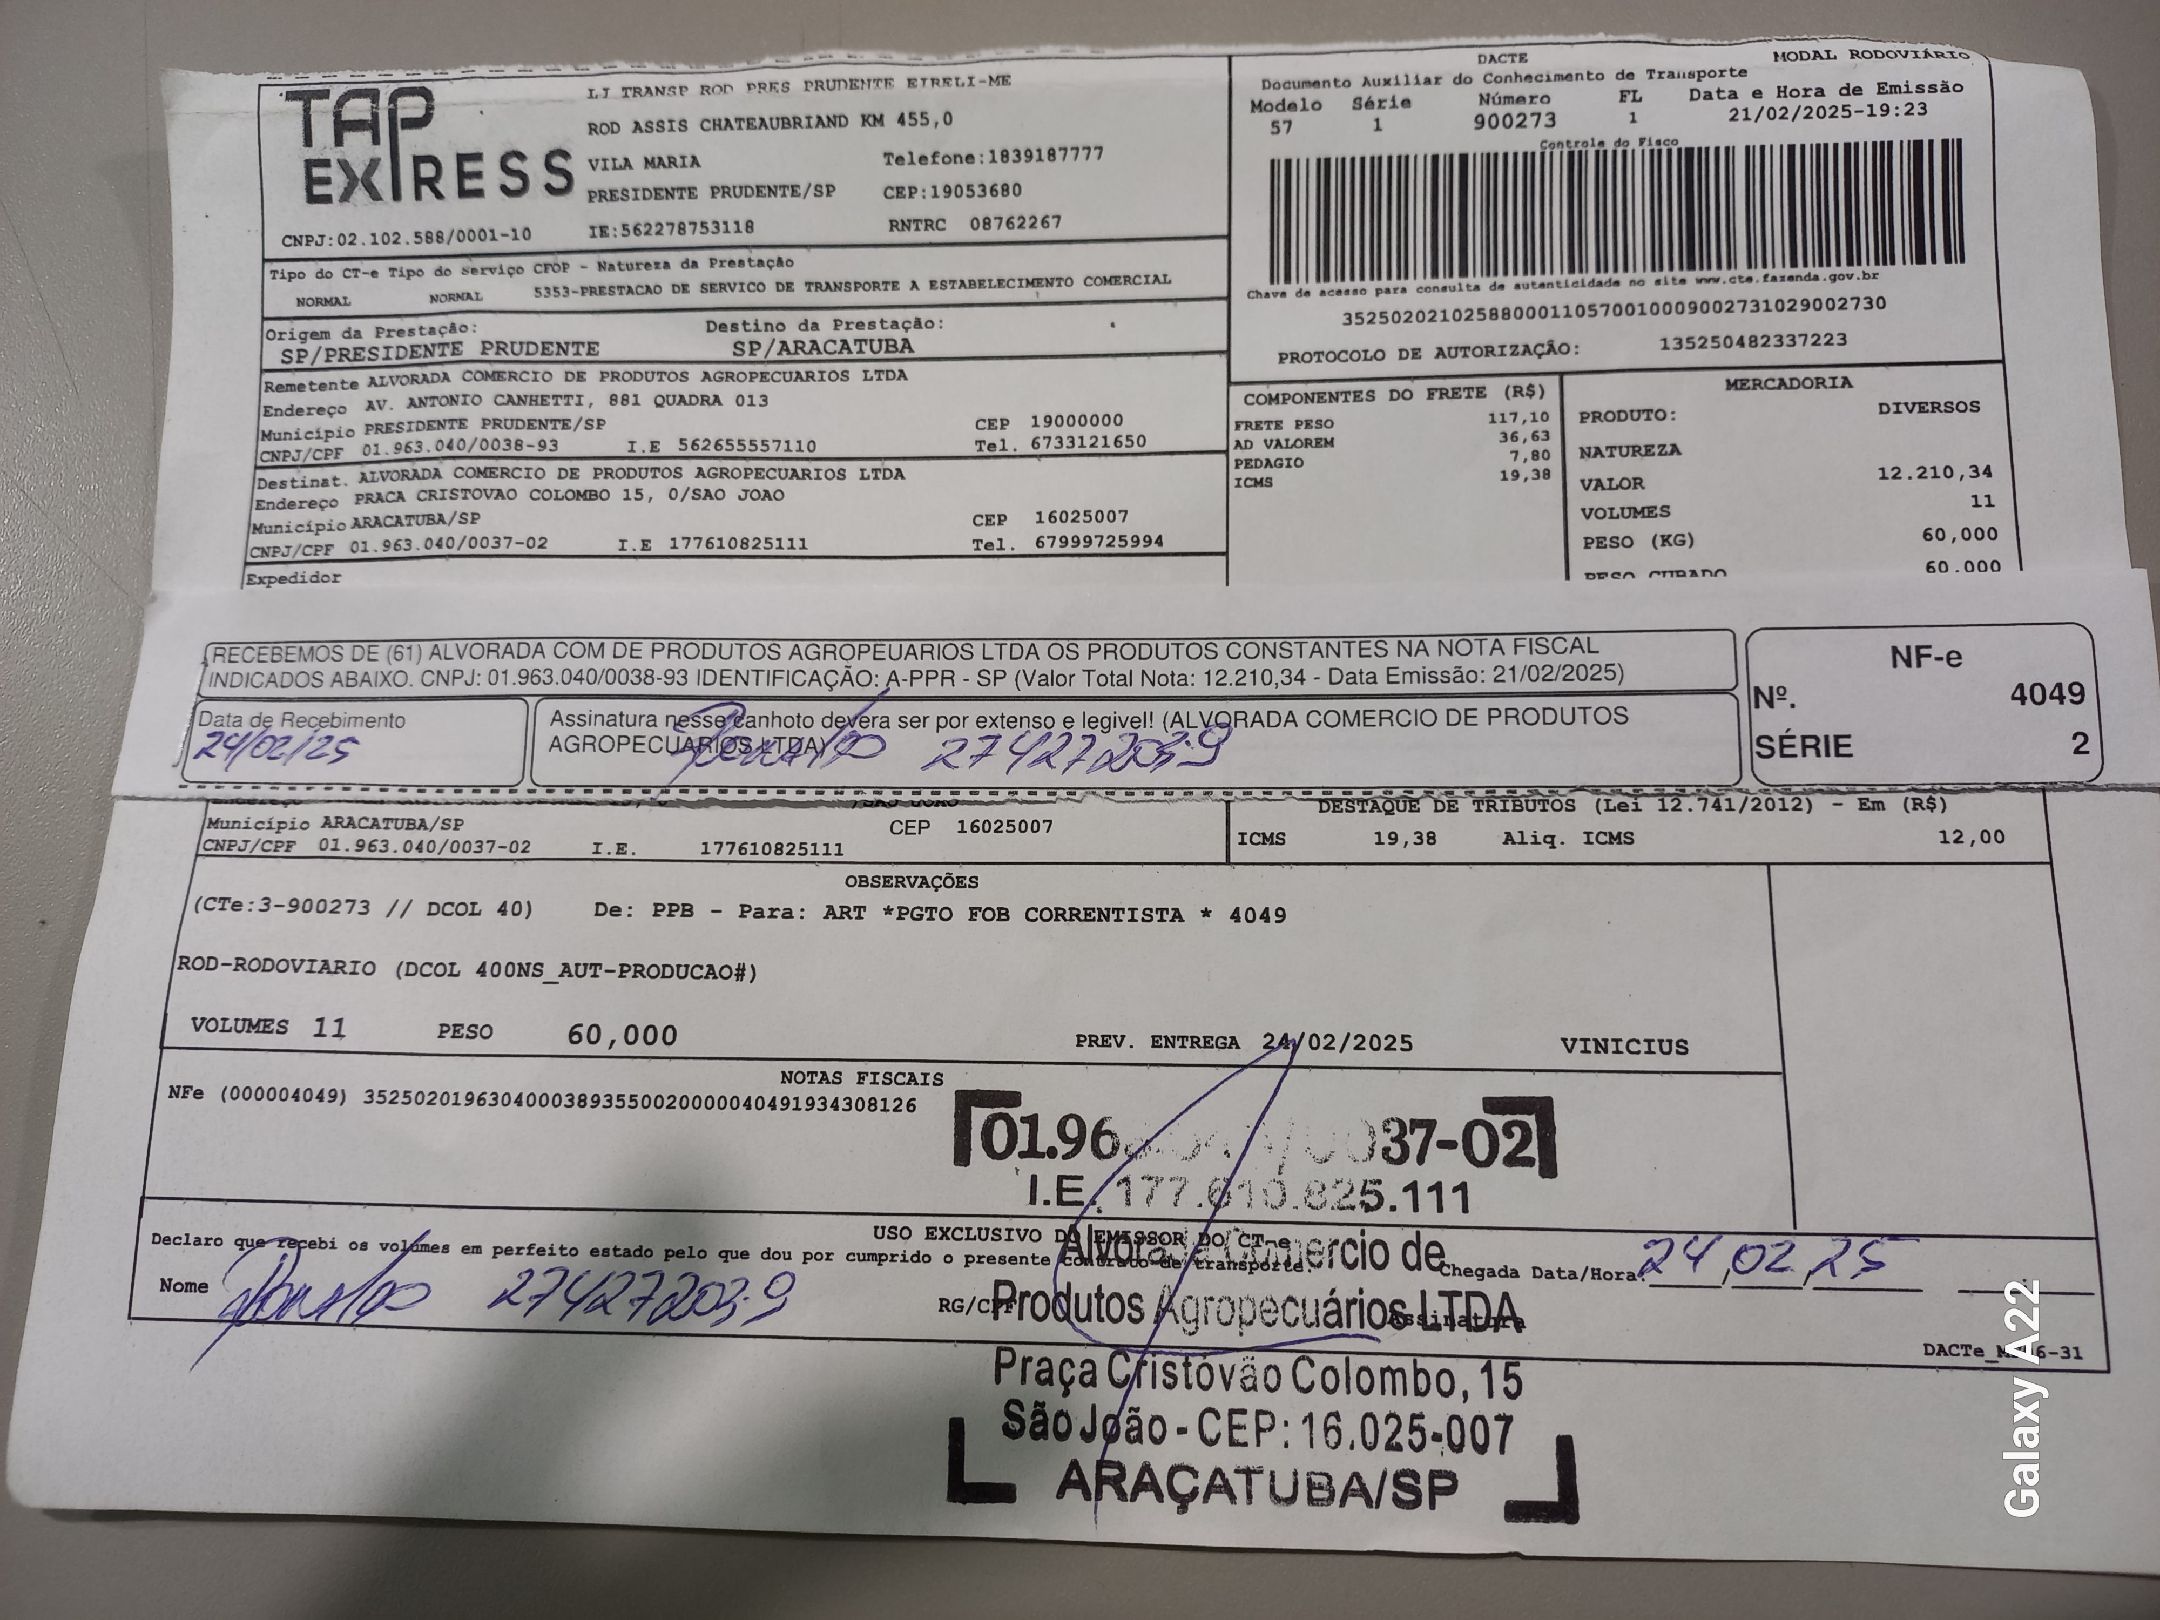 TAP EXPRESS
LJ TRANSP ROD PRES PRUDENTE EIRELI-ME
ROD ASSIS CHATEAUBRIAND KM 455,0
VILA MARIA Telefone:1839187777
PRESIDENTE PRUDENTE/SP CEP:19053680
CNPJ:02.102.588/0001-10 IE:562278753118 RNTRC 08762267
DACTE MODAL RODOVIÁRIO
Documento Auxiliar do Conhecimento de Transporte
Modelo Série Número FL Data e Hora de Emissão
57 1 900273 1 21/02/2025-19:23
Controle do Fisco
Chave de acesso para consulta de autenticidade no site www.cte.fazenda.gov.br
35250202102588000110570010009002731029002730
PROTOCOLO DE AUTORIZAÇÃO: 135250482337223
Tipo do CT-e Tipo do serviço CFOP - Natureza da Prestação
NORMAL NORMAL 5353-PRESTACAO DE SERVICO DE TRANSPORTE A ESTABELECIMENTO COMERCIAL
Origem da Prestação: Destino da Prestação:
SP/PRESIDENTE PRUDENTE SP/ARACATUBA
Remetente ALVORADA COMERCIO DE PRODUTOS AGROPECUARIOS LTDA
Endereço AV. ANTONIO CANHETTI, 881 QUADRA 013
Município PRESIDENTE PRUDENTE/SP CEP 19000000
CNPJ/CPF 01.963.040/0038-93 I.E 562655557110 Tel. 6733121650
Destinat. ALVORADA COMERCIO DE PRODUTOS AGROPECUARIOS LTDA
Endereço PRACA CRISTOVAO COLOMBO 15, 0/SAO JOAO
Município ARACATUBA/SP CEP 16025007
CNPJ/CPF 01.963.040/0037-02 I.E 177610825111 Tel. 67999725994
Expedidor
COMPONENTES DO FRETE (R$)
FRETE PESO 117,10
AD VALOREM 36,63
PEDAGIO 7,80
ICMS 19,38
MERCADORIA
PRODUTO: DIVERSOS
NATUREZA
VALOR 12.210,34
VOLUMES 11
PESO (KG) 60,000
PESO CUBADO 60.000
RECEBEMOS DE (61) ALVORADA COM DE PRODUTOS AGROPEUARIOS LTDA OS PRODUTOS CONSTANTES NA NOTA FISCAL
INDICADOS ABAIXO. CNPJ: 01.963.040/0038-93 IDENTIFICAÇÃO: A-PPR - SP (Valor Total Nota: 12.210,34 - Data Emissão: 21/02/2025)
Data de Recebimento
24/02/25
Assinatura nesse canhoto devera ser por extenso e legivel! (ALVORADA COMERCIO DE PRODUTOS
AGROPECUARIOS LTDA)
Ronaldo 274272039
NF-e
Nº. 4049
SÉRIE 2
Município ARACATUBA/SP CEP 16025007
CNPJ/CPF 01.963.040/0037-02 I.E. 177610825111
DESTAQUE DE TRIBUTOS (Lei 12.741/2012) - Em (R$)
ICMS 19,38 Aliq. ICMS 12,00
OBSERVAÇÕES
(CTe:3-900273 // DCOL 40) De: PPB - Para: ART *PGTO FOB CORRENTISTA * 4049
ROD-RODOVIARIO (DCOL 400NS_AUT-PRODUCAO#)
VOLUMES 11 PESO 60,000 PREV. ENTREGA 24/02/2025 VINICIUS
NOTAS FISCAIS
NFe (000004049) 35250201963040003893550020000040491934308126
01.963.040/0037-02
I.E. 177.610.825.111
Alvorada Comercio de
Produtos Agropecuários LTDA
Praça Cristóvão Colombo, 15
São João - CEP: 16.025-007
ARAÇATUBA/SP
USO EXCLUSIVO DO EMISSOR DO CT-e
Declaro que recebi os volumes em perfeito estado pelo que dou por cumprido o presente contrato de transporte.
Chegada Data/Hora: 24/02/25
Nome Ronaldo 274272039 RG/CPF Assinatura
Galaxy A22